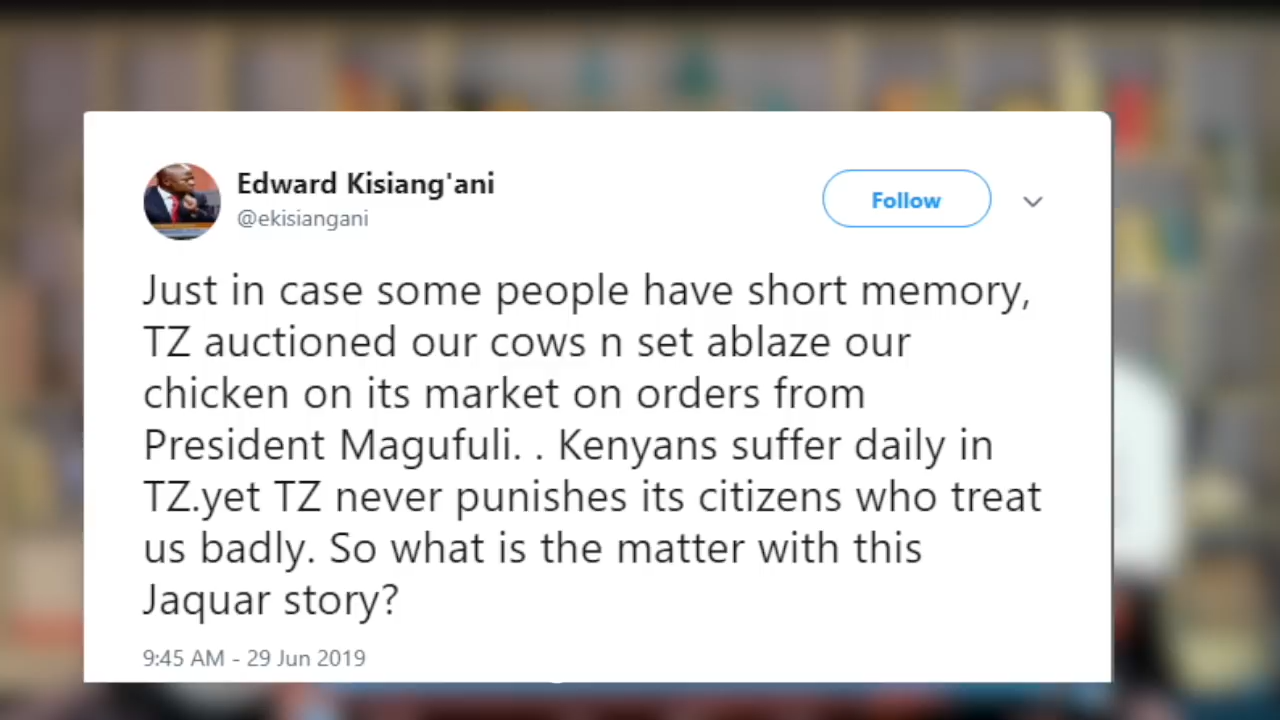 Edward Kisiang'ani
@ekisiangani
Follow
Just in case some people have short memory,
TZ auctioned our cows n set ablaze our
chicken on its market on orders from
President Magufuli. . Kenyans suffer daily in
TZ.yet TZ never punishes its citizens who treat
us badly. So what is the matter with this
Jaquar story?
9:45 AM - 29 Jun 2019